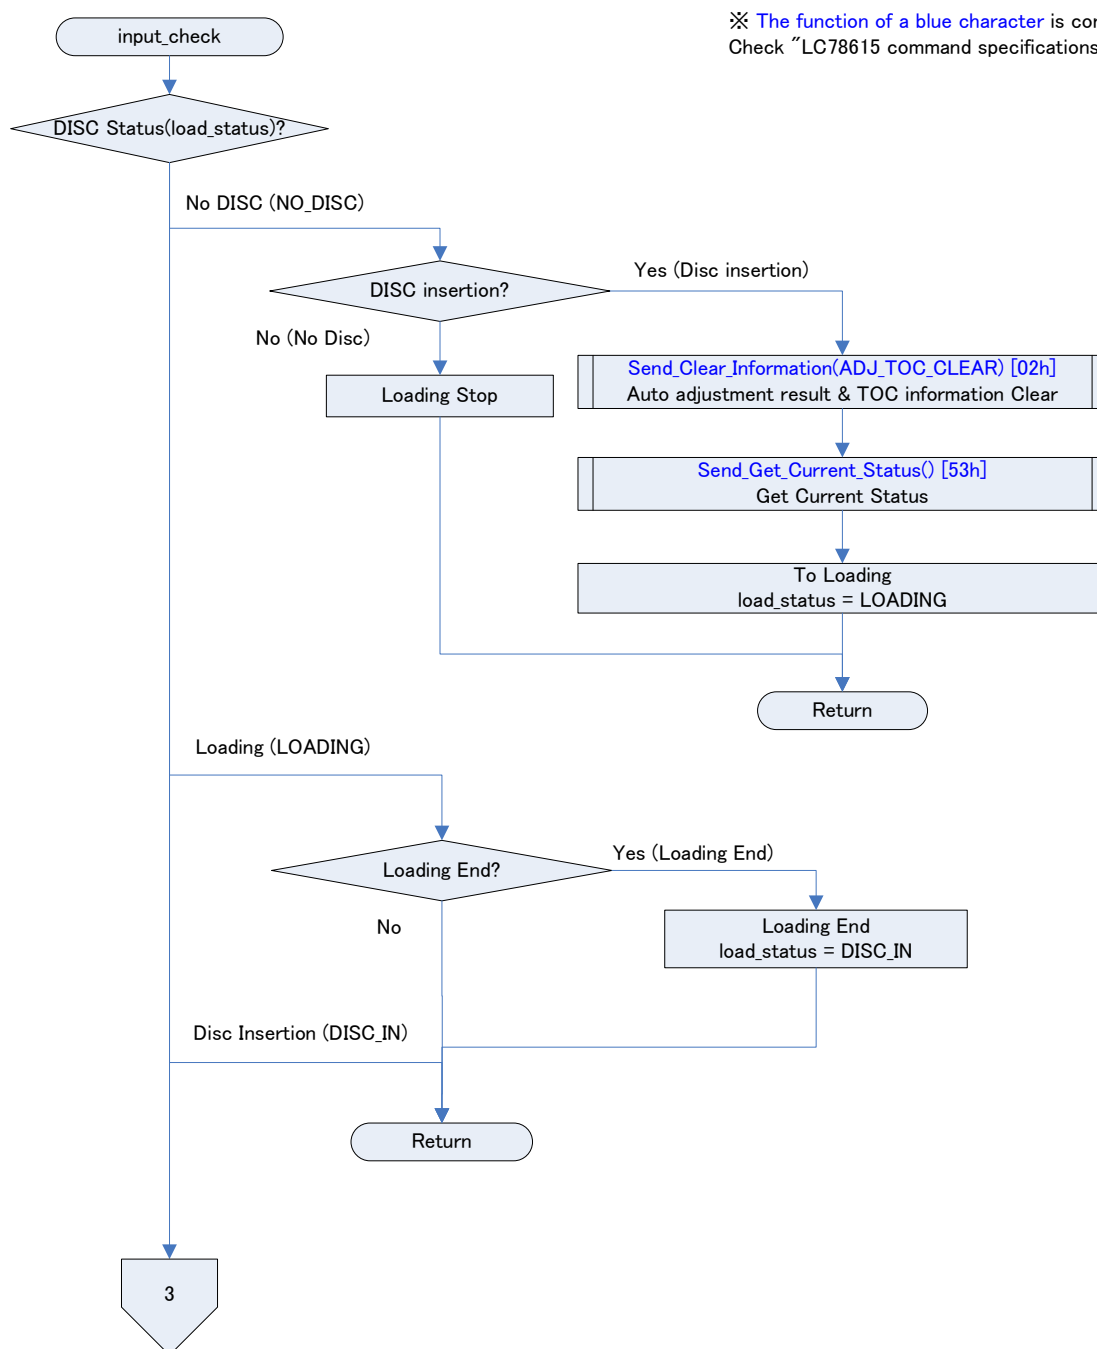 ※ The function of a blue character is
Check "LC78615 command specifications
input_check
DISC Status(load_status)?
No DISC (NO_DISC)
DISC insertion?
Yes (Disc insertion)
No (No Disc)
Loading Stop
Send_Clear_Information(ADJ_TOC_CLEAR) [02h]
Auto adjustment result & TOC information Clear
Send_Get_Current_Status() [53h]
Get Current Status
To Loading
load_status = LOADING
Return
Loading (LOADING)
Loading End?
Yes (Loading End)
No
Loading End
load_status = DISC_IN
Disc Insertion (DISC_IN)
Return
3